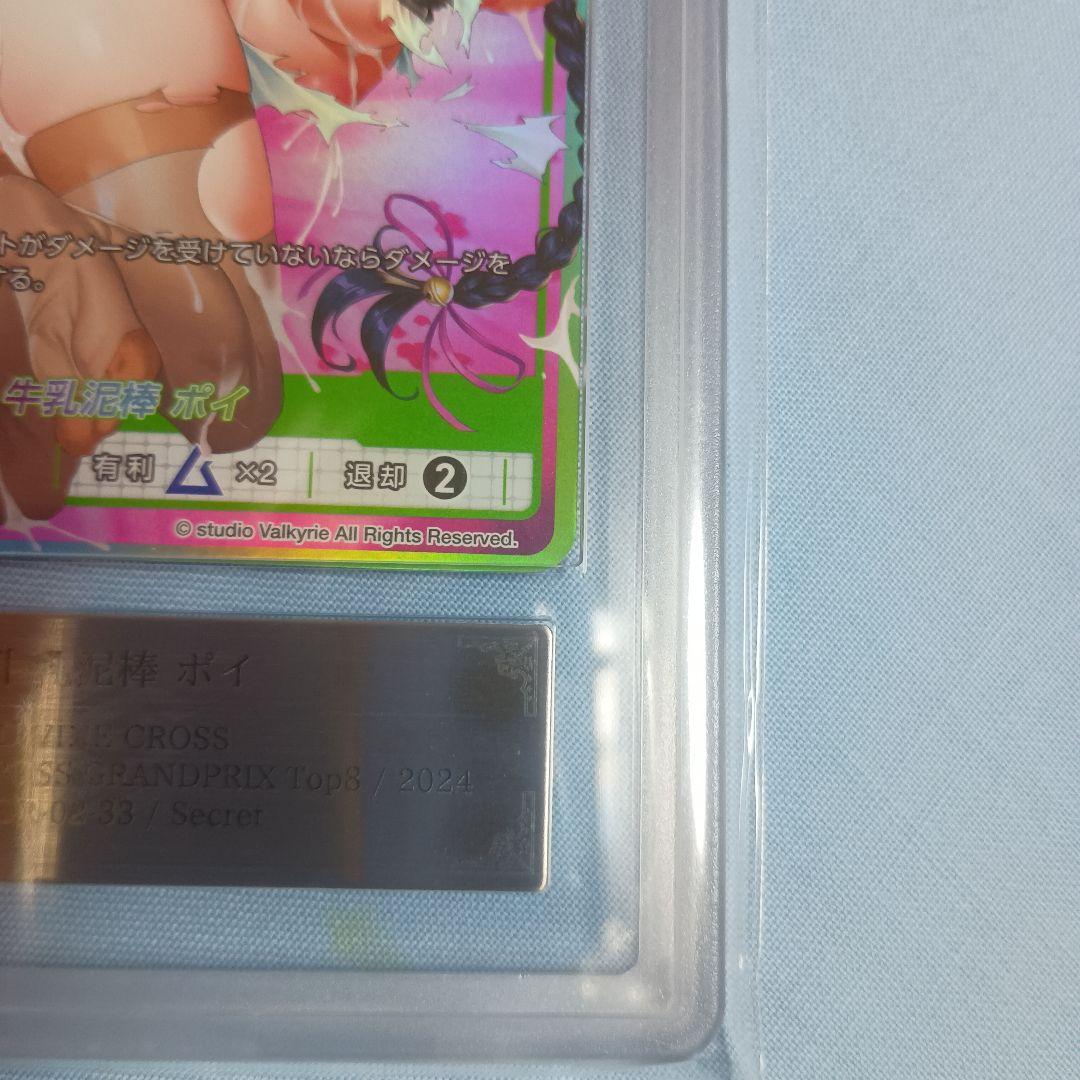 トがダメージを受けていないならダメージを
する。
牛乳泥棒 ポイ
有利 ×2 退却 2
© studio Valkyrie All Rights Reserved.
乳泥棒 ポイ
CROSS
GRANDPRIX Top8 / 2024
02-33 / Secret